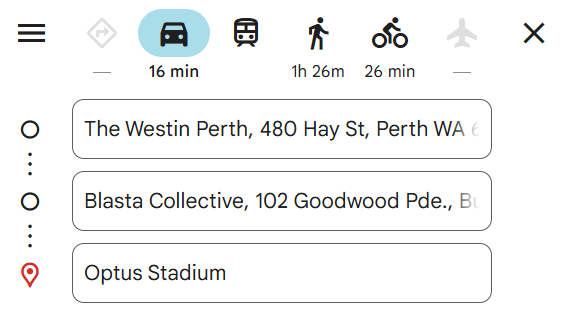 16 min
1h 26m
26 min
The Westin Perth, 480 Hay St, Perth WA
Blasta Collective, 102 Goodwood Pde.,
Optus Stadium